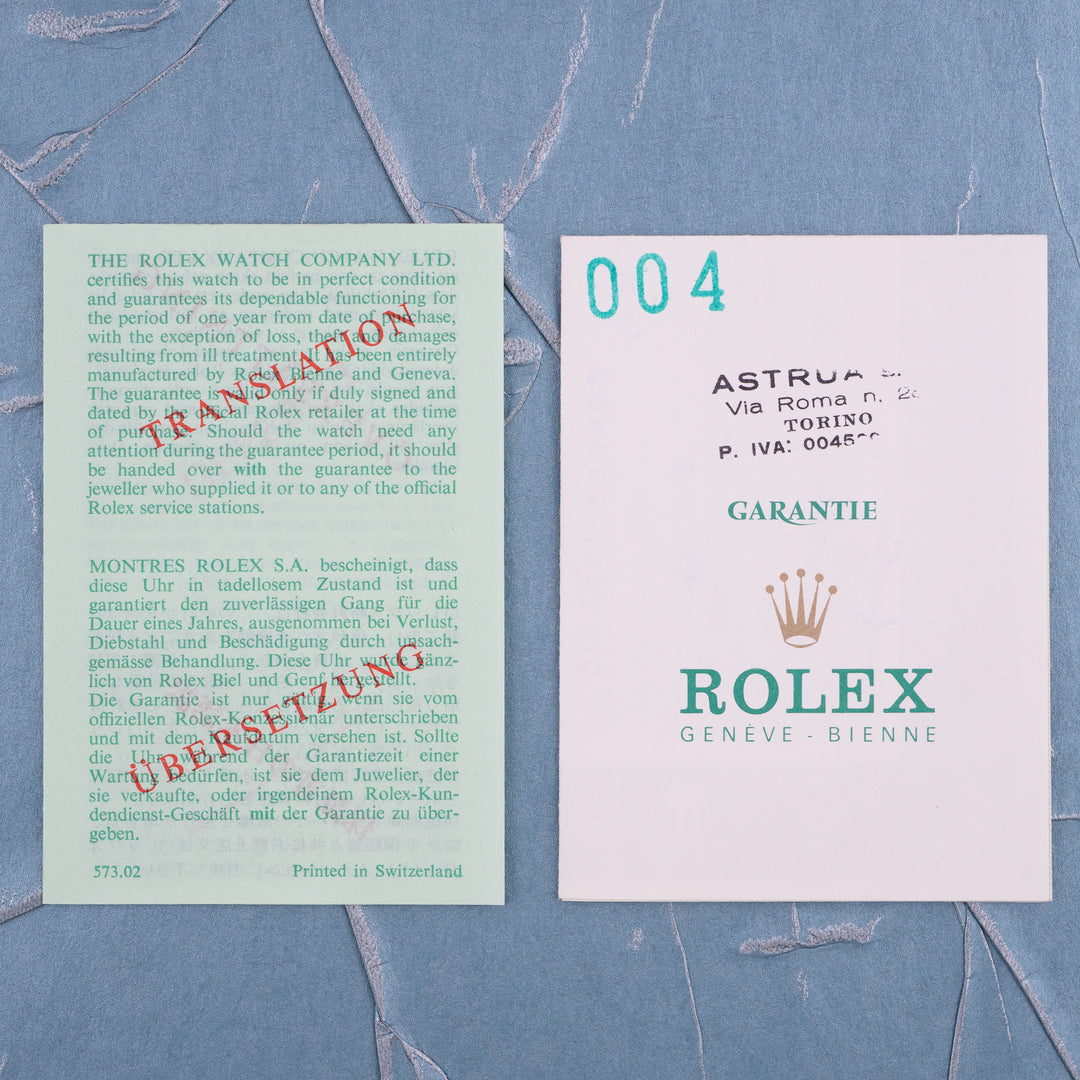 THE ROLEX WATCH COMPANY LTD.
certifies this watch to be in perfect condition
and guarantees its dependable functioning for
the period of one year from date of purchase,
with the exception of loss, theft and damages
resulting from ill treatment. It has been entirely
manufactured by Rolex Bienne and Geneva.
The guarantee is valid only if duly signed and
dated by the official Rolex retailer at the time
of purchase. Should the watch need any
attention during the guarantee period, it should
be handed over with the guarantee to the
jeweller who supplied it or to any of the official
Rolex service stations.
TRANSLATION
MONTRES ROLEX S.A. bescheinigt, dass
diese Uhr in tadellosem Zustand ist und
garantiert den zuverlässigen Gang für die
Dauer eines Jahres, ausgenommen bei Verlust,
Diebstahl und Beschädigung durch unsach-
gemässe Behandlung. Diese Uhr wurde gänz-
lich von Rolex Biel und Genf hergestellt.
Die Garantie ist nur gültig, wenn sie vom
offiziellen Rolex-Konzessionär unterschrieben
und mit dem Kaufdatum versehen ist. Sollte
die Uhr während der Garantiezeit einer
Wartung bedürfen, ist sie dem Juwelier, der
sie verkaufte, oder irgendeinem Rolex-Kun-
dendienst-Geschäft mit der Garantie zu über-
geben.
ÜBERSETZUNG
573.02 Printed in Switzerland
004
ASTRUA
Via Roma n.
TORINO
P. IVA:
GARANTIE
ROLEX
GENÈVE - BIENNE